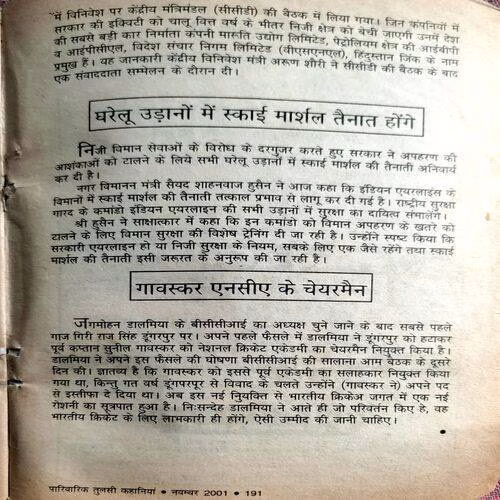 में विनिवेश पर केंद्रीय मंत्रिमंडल (सीसीडी) की बैठक में लिया गया। जिन कंपनियों में
सरकार की इक्विटी को चालू वित्त वर्ष के भीतर निजी क्षेत्र को बेची जाएगी उनमें देश
की सबसे बड़ी कार निर्माता कंपनी मारूति उद्योग लिमिटेड, पेट्रोलियम क्षेत्र की आईबीपी
व आईपीसीएल, विदेश संचार निगम लिमिटेड (वीएसएनएल), हिंदुस्तान जिंक के नाम
प्रमुख हैं। यह जानकारी केंद्रीय विनिवेश मंत्री अरूण शौरी ने सीसीडी की बैठक के बाद
एक संवाददाता सम्मेलन के दौरान दी।
घरेलू उड़ानों में स्काई मार्शल तैनात होंगे
निजी विमान सेवाओं के विरोध के दरगुजर करते हुए सरकार ने अपहरण की
आशंकाओं को टालने के लिये सभी घरेलू उड़ानों में स्काई मार्शल की तैनाती अनिवार्य
कर दी है।
नगर विमानन मंत्री सैयद शाहनवाज हुसैन ने आज कहा कि इंडियन एयरलाइंस के
विमानों में स्काई मार्शल की तैनाती तत्काल प्रभाव से लागू कर दी गई है। राष्ट्रीय सुरक्षा
गारद के कमांडो इंडियन एयरलाइन की सभी उड़ानों में सुरक्षा का दायित्व संभालेंगे।
श्री हुसैन ने साक्षात्कार में कहा कि इन कमांडो को विमान अपहरण के खतरे को
टालने के लिए विमान सुरक्षा की विशेष ट्रेनिंग दी जा रही है। उन्होंने स्पष्ट किया कि
सरकारी एयरलाइन हो या निजी सुरक्षा के नियम, सबके लिए एक जैसे रहेंगे तथा स्काई
मार्शल की तैनाती इसी जरूरत के अनुरूप की जा रही है।
गावस्कर एनसीए के चेयरमैन
जगमोहन डालमिया के बीसीसीआई का अध्यक्ष चुने जाने के बाद सबसे पहले
गाज गिरी राज सिंह डूंगरपुर पर। अपने पहले फैसले में डालमिया ने डूंगरपुर को हटाकर
पूर्व कप्तान सुनील गावस्कर को नेशनल क्रिकेट एकेडमी का चेयरमैन नियुक्त किया है।
डालमिया ने अपने इस फैसले की घोषणा बीसीसीआई की सालाना आम बैठक के दूसरे
दिन की। ज्ञातव्य है कि गावस्कर को इससे पूर्व एकेडमी का सलाहकार नियुक्त किया
गया था, किन्तु गत वर्ष डूंगरपरपूर से विवाद के चलते उन्होंने (गावस्कर ने) अपने पद
से इस्तीफा दे दिया था। अब इस नई नियुक्ति से भारतीय क्रिकेअ जगत में एक नई
रोशनी का सूत्रपात हुआ है। निःसन्देह डालमिया ने आते ही जो परिवर्तन किए है, वह
भारतीय क्रिकेट के लिए लाभकारी ही होंगे, ऐसी उम्मीद की जानी चाहिए।
पारिवारिक तुलसी कहानियां • नवम्बर 2001 • 191